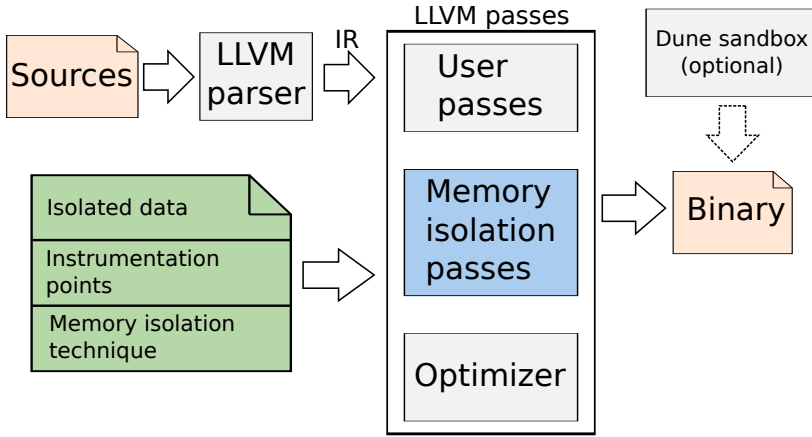 Sources
LLVM
parser
IR
LLVM passes
User
passes
Memory
isolation
passes
Optimizer
Isolated data
Instrumentation
points
Memory isolation
technique
Dune sandbox
(optional)
Binary